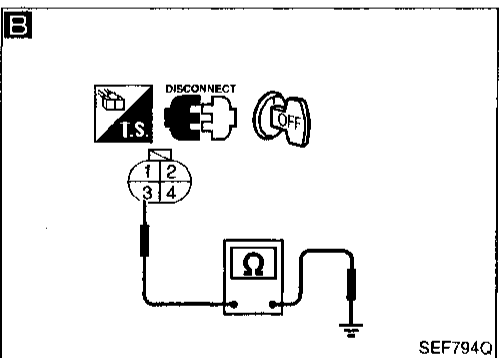 B
DISCONNECT
T.S.
OFF
1 2
3 4
Ω
SEF794Q